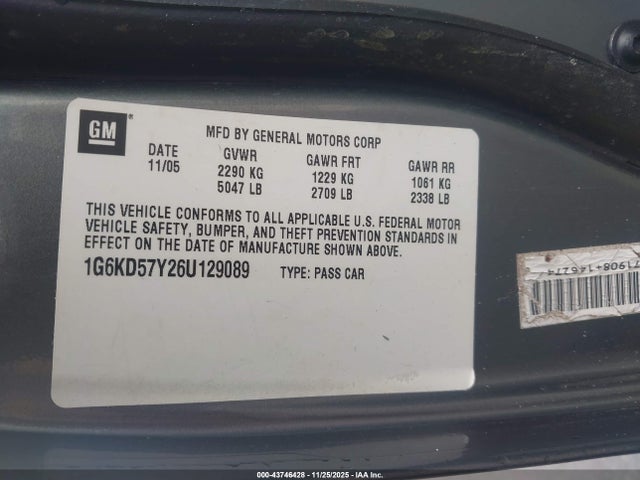 GM
MFD BY GENERAL MOTORS CORP
DATE GVWR GAWR FRT GAWR RR
11/05 2290 KG 1229 KG 1061 KG
5047 LB 2709 LB 2338 LB
THIS VEHICLE CONFORMS TO ALL APPLICABLE U.S. FEDERAL MOTOR
VEHICLE SAFETY, BUMPER, AND THEFT PREVENTION STANDARDS IN
EFFECT ON THE DATE OF MANUFACTURE SHOWN ABOVE.
1G6KD57Y26U129089 TYPE: PASS CAR
000-43746428 - 11/25/2025 - IAA Inc.